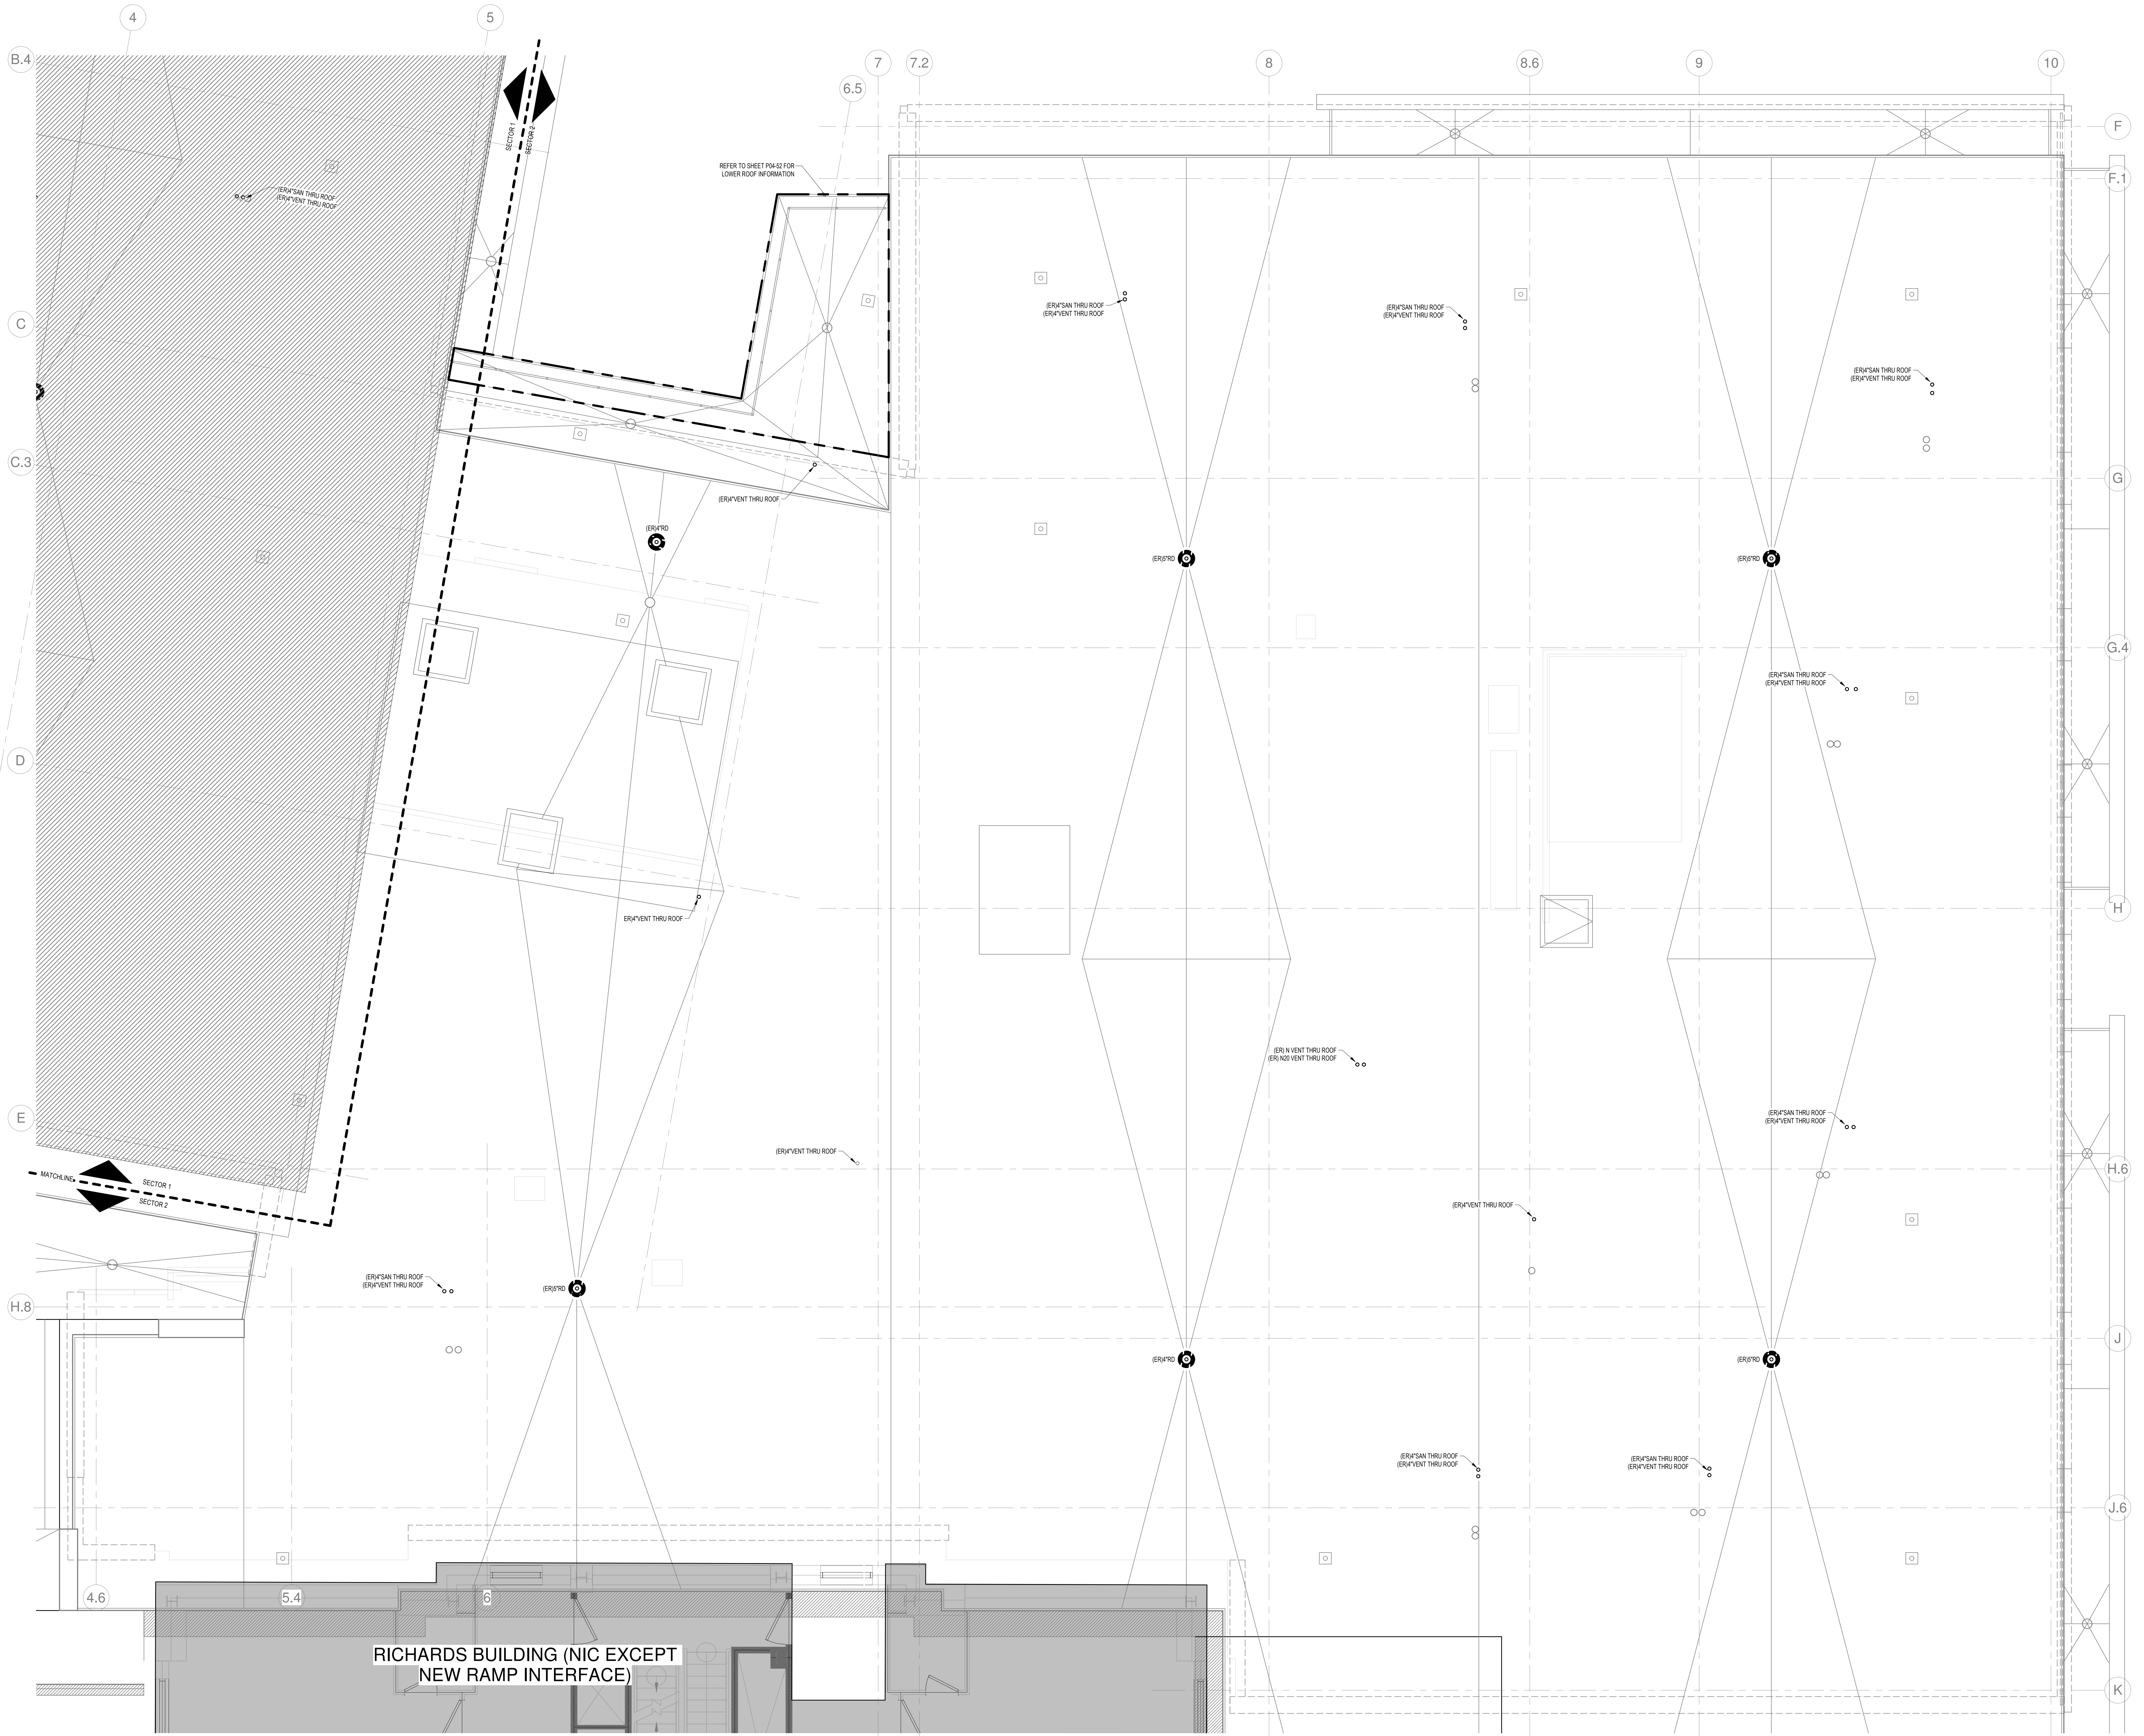 4
5
7
7.2
8
8.6
9
10
6.5
B.4
F
SECTOR 1
SECTOR 2
REFER TO SHEET P04-52 FOR
LOWER ROOF INFORMATION
F.1
(ER)4"SAN THRU ROOF
(ER)4"VENT THRU ROOF
(ER)4"SAN THRU ROOF
(ER)4"VENT THRU ROOF
(ER)4"SAN THRU ROOF
(ER)4"VENT THRU ROOF
C
(ER)4"SAN THRU ROOF
(ER)4"VENT THRU ROOF
C.3
G
(ER)4"VENT THRU ROOF
(ER)4"RD
(ER)5"RD
(ER)5"RD
G.4
(ER)4"SAN THRU ROOF
(ER)4"VENT THRU ROOF
D
H
ER)4"VENT THRU ROOF
(ER) N VENT THRU ROOF
(ER) N20 VENT THRU ROOF
E
(ER)4"SAN THRU ROOF
(ER)4"VENT THRU ROOF
(ER)4"VENT THRU ROOF
H.6
MATCHLINE
SECTOR 1
SECTOR 2
(ER)4"VENT THRU ROOF
(ER)4"SAN THRU ROOF
(ER)4"VENT THRU ROOF
(ER)5"RD
H.8
J
(ER)4"RD
(ER)5"RD
(ER)4"SAN THRU ROOF
(ER)4"VENT THRU ROOF
(ER)4"SAN THRU ROOF
(ER)4"VENT THRU ROOF
J.6
4.6
5.4
6
RICHARDS BUILDING (NIC EXCEPT
NEW RAMP INTERFACE)
K